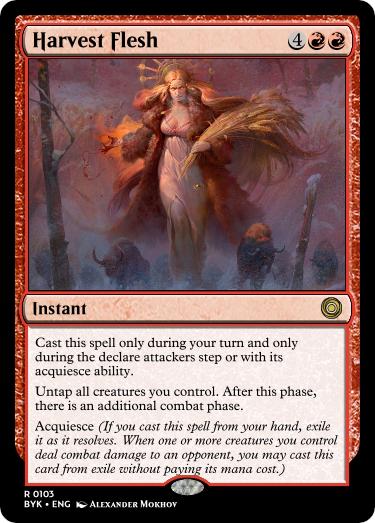 Harvest Flesh
4
Instant
Cast this spell only during your turn and only
during the declare attackers step or with its
acquiesce ability.
Untap all creatures you control. After this phase,
there is an additional combat phase.
Acquiesce (If you cast this spell from your hand, exile
it as it resolves. When one or more creatures you control
deal combat damage to an opponent, you may cast this
card from exile without paying its mana cost.)
R 0103
BYK • ENG Alexander Mokhov